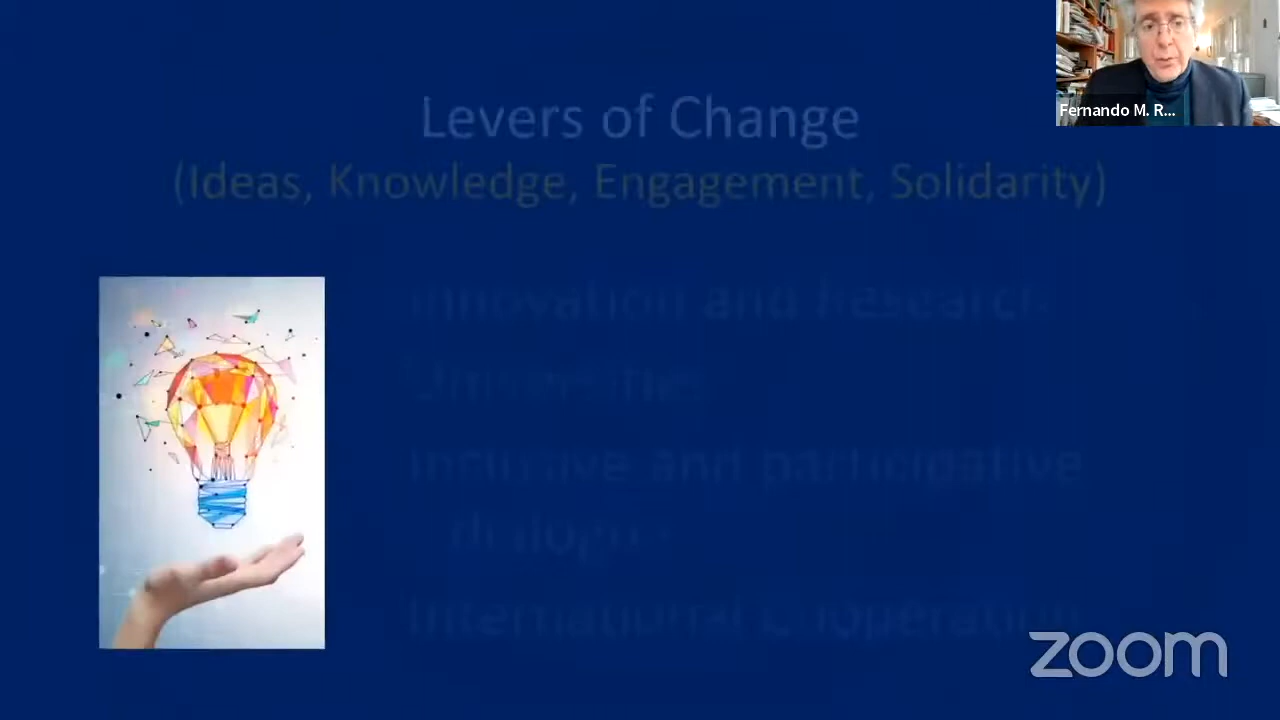 Fernando M. R...
Levers of Change
(Ideas, Knowledge, Engagement, Solidarity)
Innovation and Research
Universities
Inclusive and participative
dialogue
International Cooperation
zoom